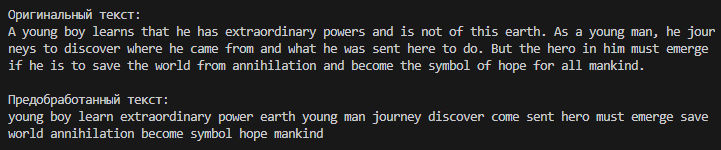 Оригинальный текст:
A young boy learns that he has extraordinary powers and is not of this earth. As a young man, he jour
neys to discover where he came from and what he was sent here to do. But the hero in him must emerge
if he is to save the world from annihilation and become the symbol of hope for all mankind.

Предобработанный текст:
young boy learn extraordinary power earth young man journey discover come sent hero must emerge save
world annihilation become symbol hope mankind